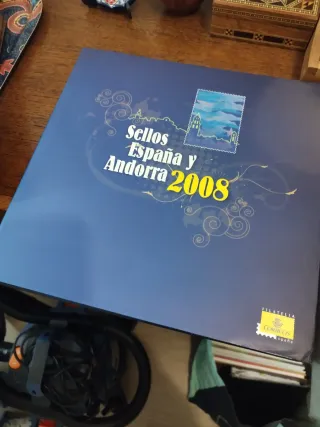 Sellos
España y
Andorra 2008
FILATELIA
CORREOS